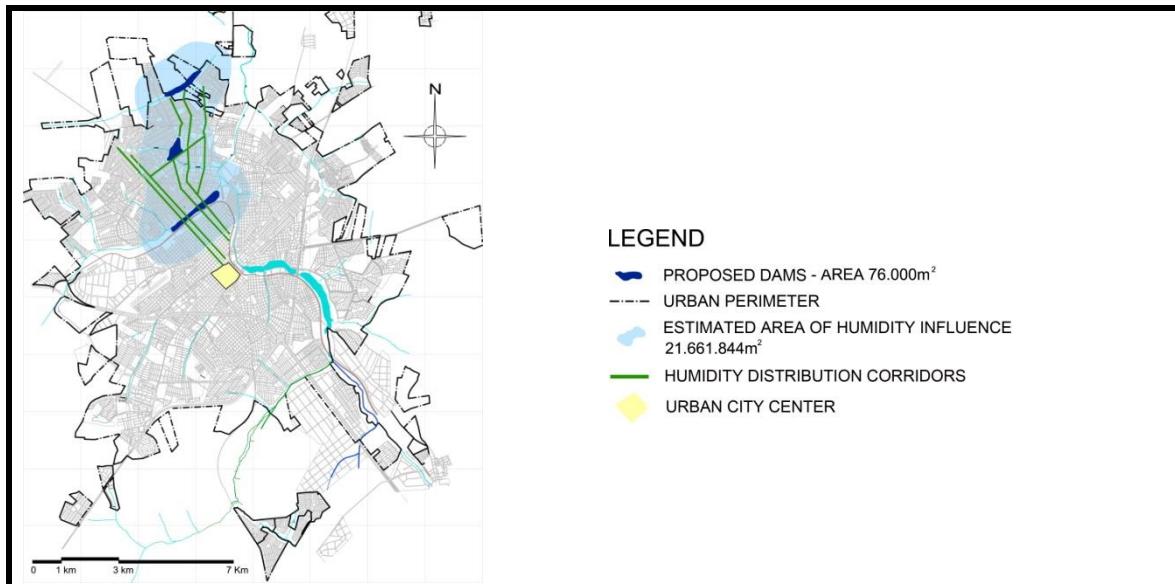 N
LEGEND
PROPOSED DAMS - AREA 76.000m²
URBAN PERIMETER
ESTIMATED AREA OF HUMIDITY INFLUENCE
21.661.844m²
HUMIDITY DISTRIBUTION CORRIDORS
URBAN CITY CENTER
0 1 km 3 km 7 Km